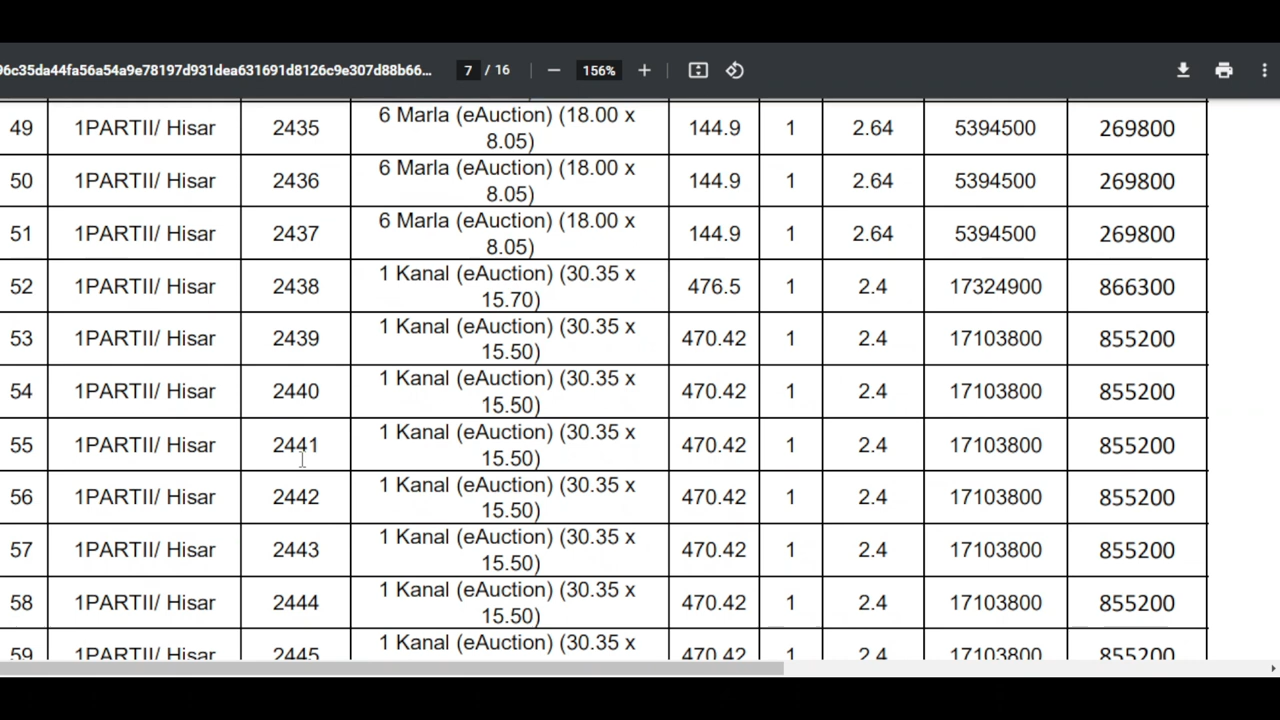 96c35da44fa56a54a9e78197d931dea631691d8126c9e307d88b66... 7 / 16 156%
49 1PARTII/ Hisar 2435 6 Marla (eAuction) (18.00 x 8.05) 144.9 1 2.64 5394500 269800
50 1PARTII/ Hisar 2436 6 Marla (eAuction) (18.00 x 8.05) 144.9 1 2.64 5394500 269800
51 1PARTII/ Hisar 2437 6 Marla (eAuction) (18.00 x 8.05) 144.9 1 2.64 5394500 269800
52 1PARTII/ Hisar 2438 1 Kanal (eAuction) (30.35 x 15.70) 476.5 1 2.4 17324900 866300
53 1PARTII/ Hisar 2439 1 Kanal (eAuction) (30.35 x 15.50) 470.42 1 2.4 17103800 855200
54 1PARTII/ Hisar 2440 1 Kanal (eAuction) (30.35 x 15.50) 470.42 1 2.4 17103800 855200
55 1PARTII/ Hisar 2441 1 Kanal (eAuction) (30.35 x 15.50) 470.42 1 2.4 17103800 855200
56 1PARTII/ Hisar 2442 1 Kanal (eAuction) (30.35 x 15.50) 470.42 1 2.4 17103800 855200
57 1PARTII/ Hisar 2443 1 Kanal (eAuction) (30.35 x 15.50) 470.42 1 2.4 17103800 855200
58 1PARTII/ Hisar 2444 1 Kanal (eAuction) (30.35 x 15.50) 470.42 1 2.4 17103800 855200
59 1PARTII/ Hisar 2445 1 Kanal (eAuction) (30.35 x 470.42 1 2.4 17103800 855200